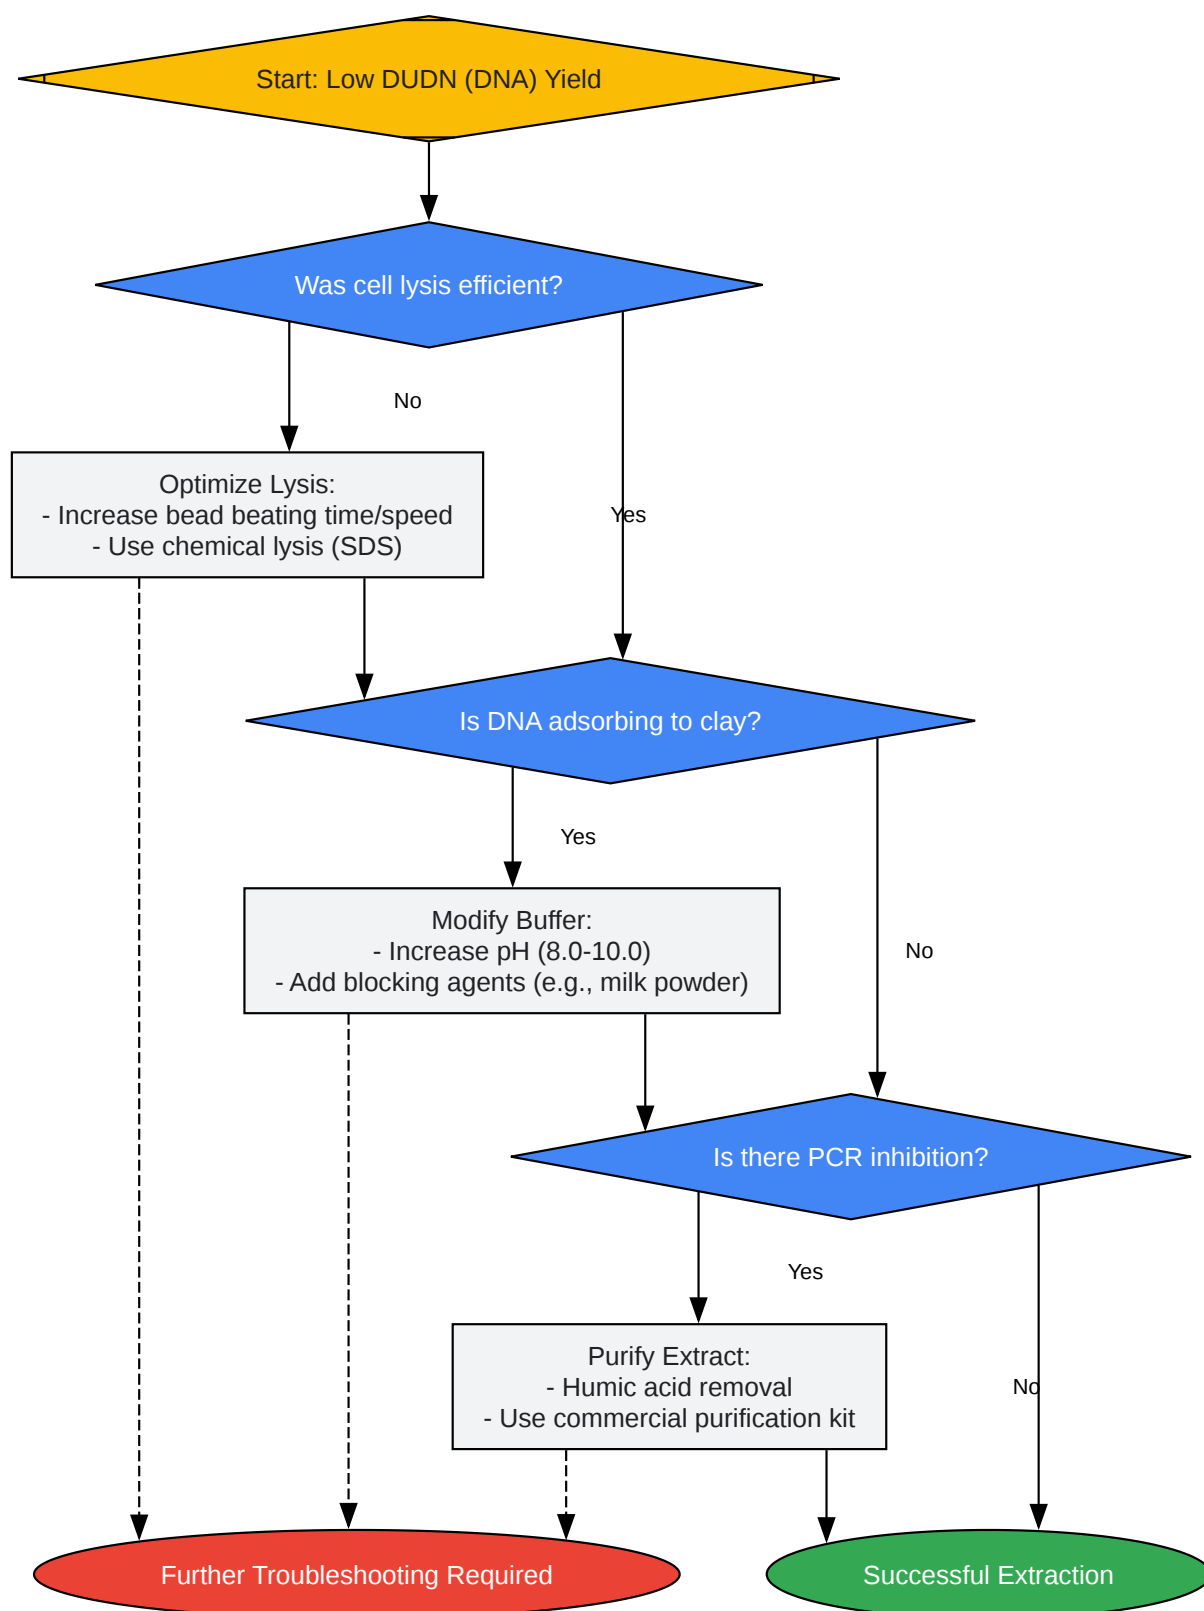 Start: Low DUDN (DNA) Yield
Was cell lysis efficient?
No
Optimize Lysis:
- Increase bead beating time/speed
- Use chemical lysis (SDS)
Yes
Is DNA adsorbing to clay?
Yes
Modify Buffer:
- Increase pH (8.0-10.0)
- Add blocking agents (e.g., milk powder)
No
Is there PCR inhibition?
Yes
Purify Extract:
- Humic acid removal
- Use commercial purification kit
No
Further Troubleshooting Required
Successful Extraction